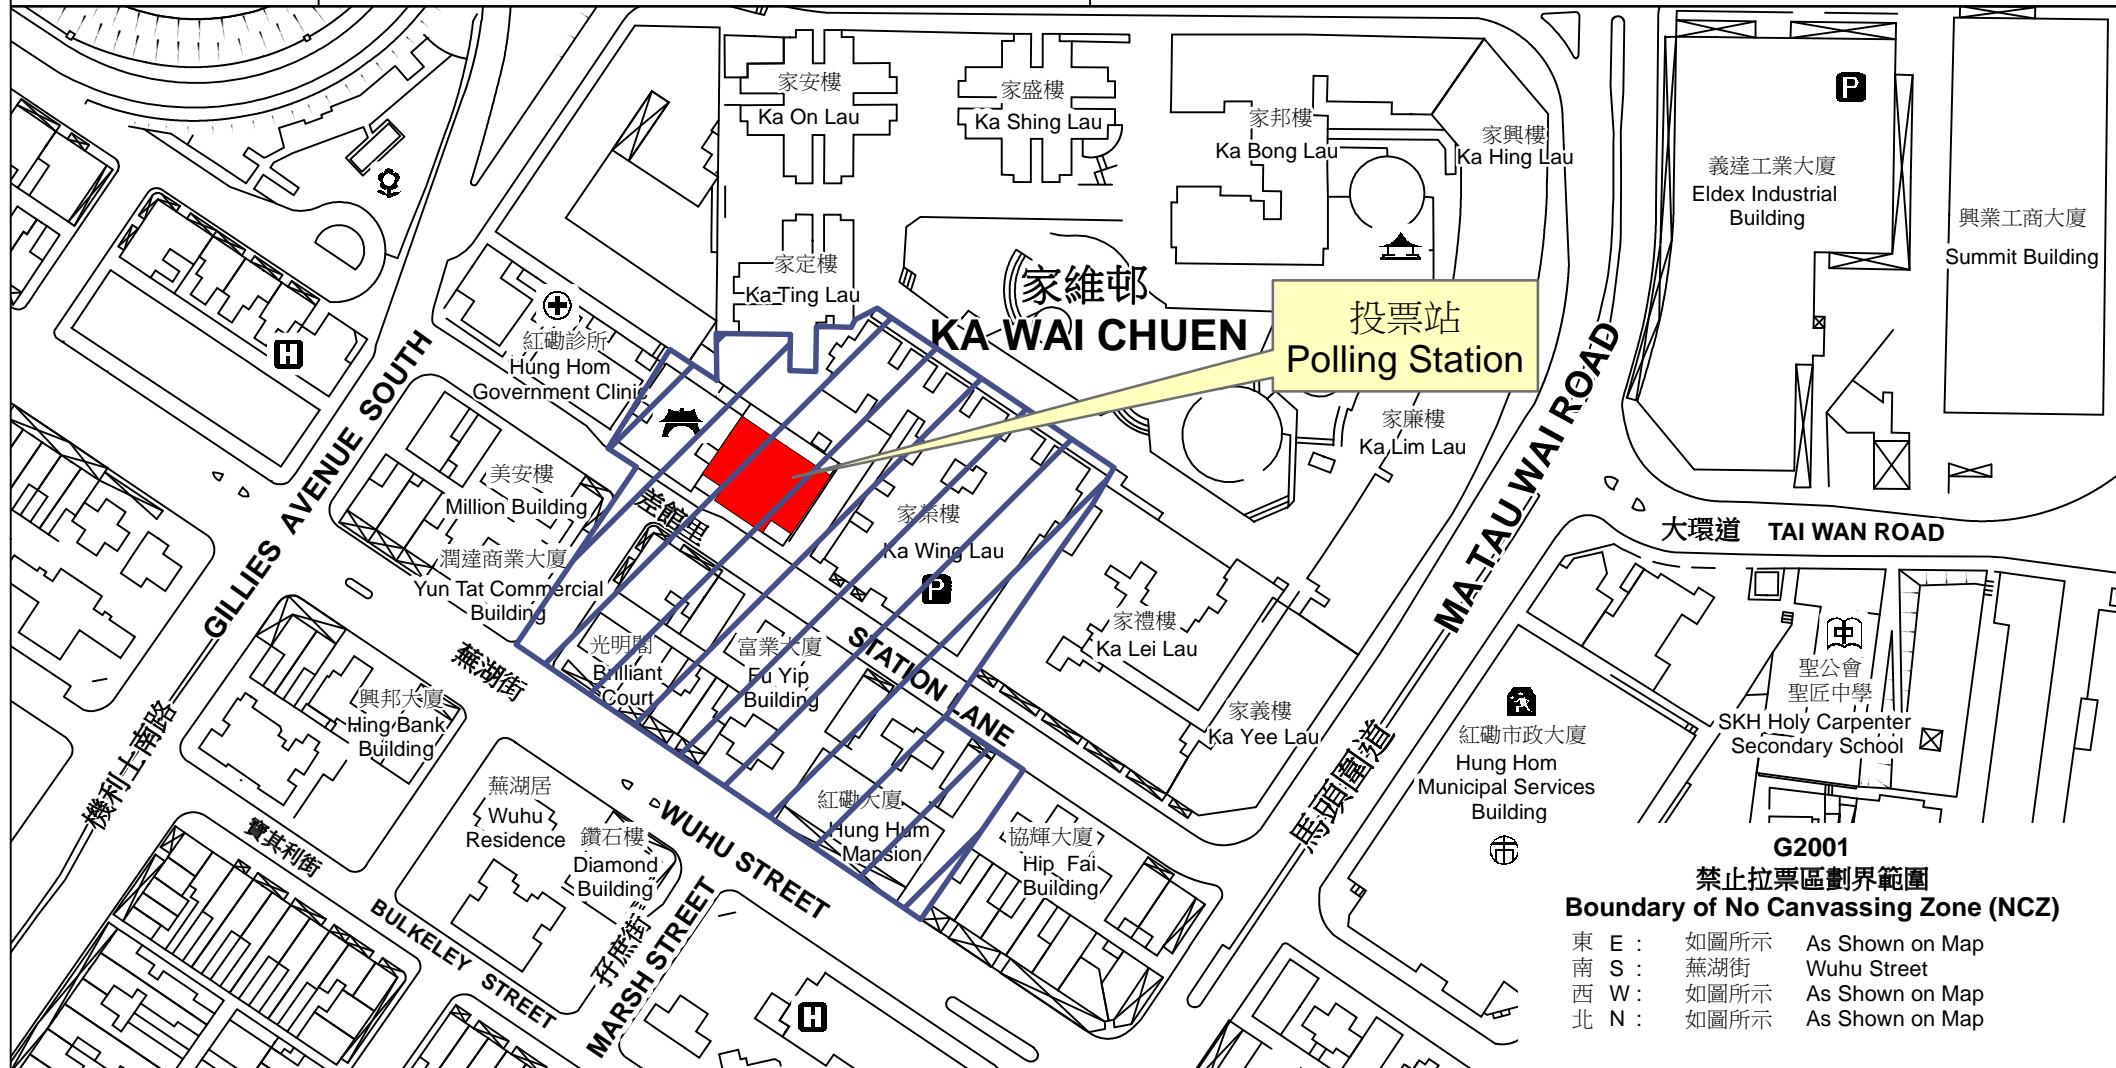 家安樓
Ka On Lau
家盛樓
Ka Shing Lau
家邦樓
Ka Bong Lau
家興樓
Ka Hing Lau
P
義達工業大廈
Eldex Industrial
Building
興業工商大廈
Summit Building
家定樓
Ka Ting Lau
家維邨
KA WAI CHUEN
投票站
Polling Station
紅磡診所
Hung Hom
Government Clinic
H
GILLIES AVENUE SOUTH
機利士南路
美安樓
Million Building
潤達商業大廈
Yun Tat Commercial
Building
差館里
STATION LANE
家榮樓
Ka Wing Lau
P
家廉樓
Ka Lim Lau
MA TAU WAI ROAD
馬頭圍道
大環道 TAI WAN ROAD
光明閣
Brilliant
Court
富業大廈
Fu Yip
Building
家禮樓
Ka Lei Lau
家義樓
Ka Yee Lau
中
聖公會
聖匠中學
SKH Holy Carpenter
Secondary School
紅磡市政大廈
Hung Hom
Municipal Services
Building
市
蕪湖街
WUHU STREET
興邦大廈
Hing Bank
Building
蕪湖居
Wuhu
Residence
鑽石樓
Diamond
Building
紅磡大廈
Hung Hum
Mansion
協輝大廈
Hip Fai
Building
寶其利街
BULKELEY STREET
孖庶街
MARSH STREET
H
G2001
禁止拉票區劃界範圍
Boundary of No Canvassing Zone (NCZ)
東 E : 如圖所示 As Shown on Map
南 S : 蕪湖街 Wuhu Street
西 W : 如圖所示 As Shown on Map
北 N : 如圖所示 As Shown on Map